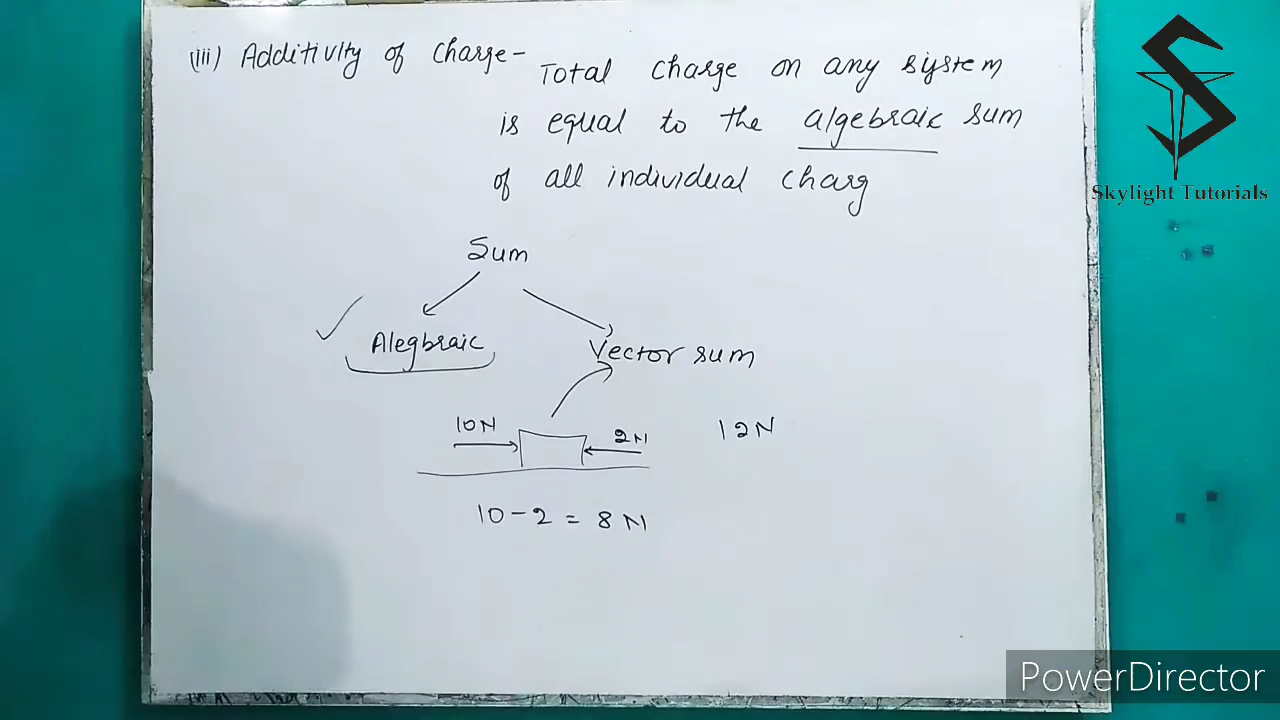 (iii) Additivity of Charge- Total charge on any system
is equal to the algebraic sum
of all individual charg
Sum
Alegbraic
Vector sum
10N
2N
12N
10-2 = 8N
Skylight Tutorials
PowerDirector